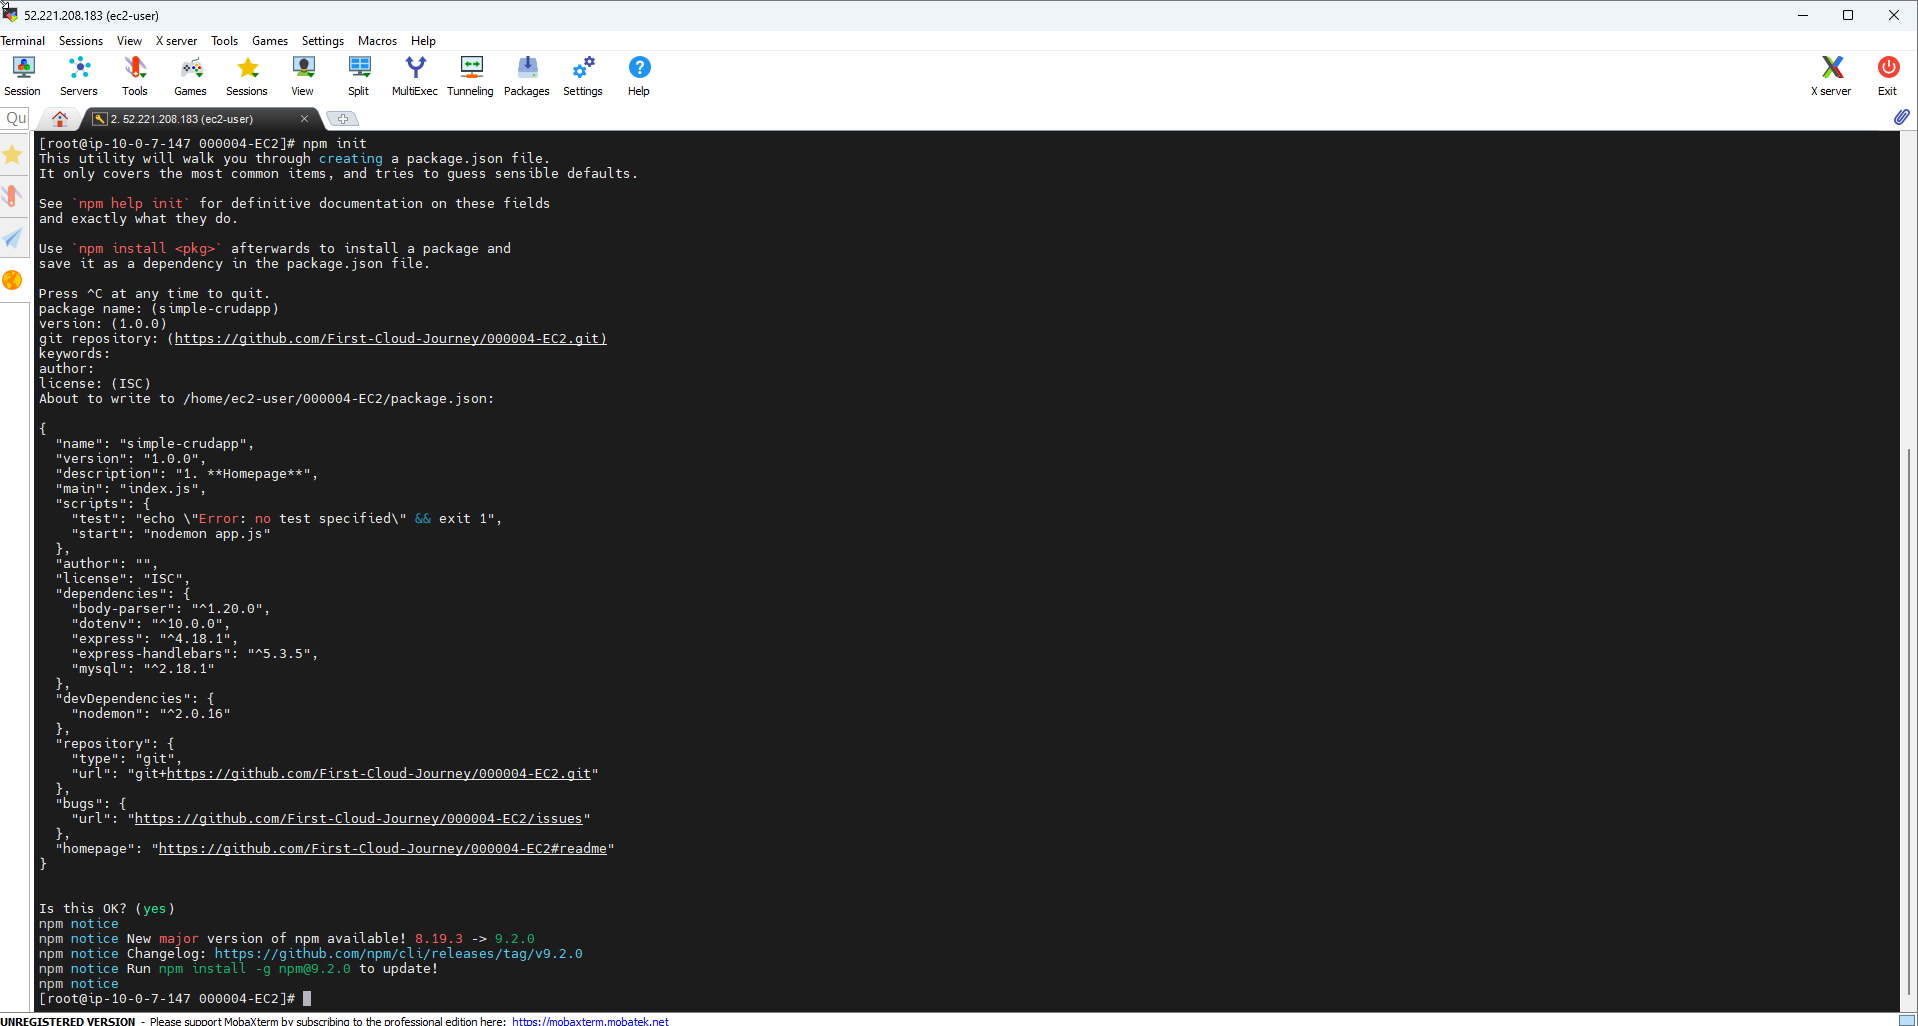 52.221.208.183 (ec2-user)
Terminal Sessions View X server Tools Games Settings Macros Help
Session Servers Tools Games Sessions View Split MultiExec Tunneling Packages Settings Help X server Exit
Qu 2. 52.221.208.183 (ec2-user)
[root@ip-10-0-7-147 000004-EC2]# npm init
This utility will walk you through creating a package.json file.
It only covers the most common items, and tries to guess sensible defaults.
See `npm help init` for definitive documentation on these fields
and exactly what they do.
Use `npm install <pkg>` afterwards to install a package and
save it as a dependency in the package.json file.
Press ^C at any time to quit.
package name: (simple-crudapp)
version: (1.0.0)
git repository: (https://github.com/First-Cloud-Journey/000004-EC2.git)
keywords:
author:
license: (ISC)
About to write to /home/ec2-user/000004-EC2/package.json:
{
  "name": "simple-crudapp",
  "version": "1.0.0",
  "description": "1. **Homepage**",
  "main": "index.js",
  "scripts": {
    "test": "echo \"Error: no test specified\" && exit 1",
    "start": "nodemon app.js"
  },
  "author": "",
  "license": "ISC",
  "dependencies": {
    "body-parser": "^1.20.0",
    "dotenv": "^10.0.0",
    "express": "^4.18.1",
    "express-handlebars": "^5.3.5",
    "mysql": "^2.18.1"
  },
  "devDependencies": {
    "nodemon": "^2.0.16"
  },
  "repository": {
    "type": "git",
    "url": "git+https://github.com/First-Cloud-Journey/000004-EC2.git"
  },
  "bugs": {
    "url": "https://github.com/First-Cloud-Journey/000004-EC2/issues"
  },
  "homepage": "https://github.com/First-Cloud-Journey/000004-EC2#readme"
}
Is this OK? (yes)
npm notice
npm notice New major version of npm available! 8.19.3 -> 9.2.0
npm notice Changelog: https://github.com/npm/cli/releases/tag/v9.2.0
npm notice Run npm install -g npm@9.2.0 to update!
npm notice
[root@ip-10-0-7-147 000004-EC2]#
UNREGISTERED VERSION - Please support MobaXterm by subscribing to the professional edition here: https://mobaxterm.mobatek.net